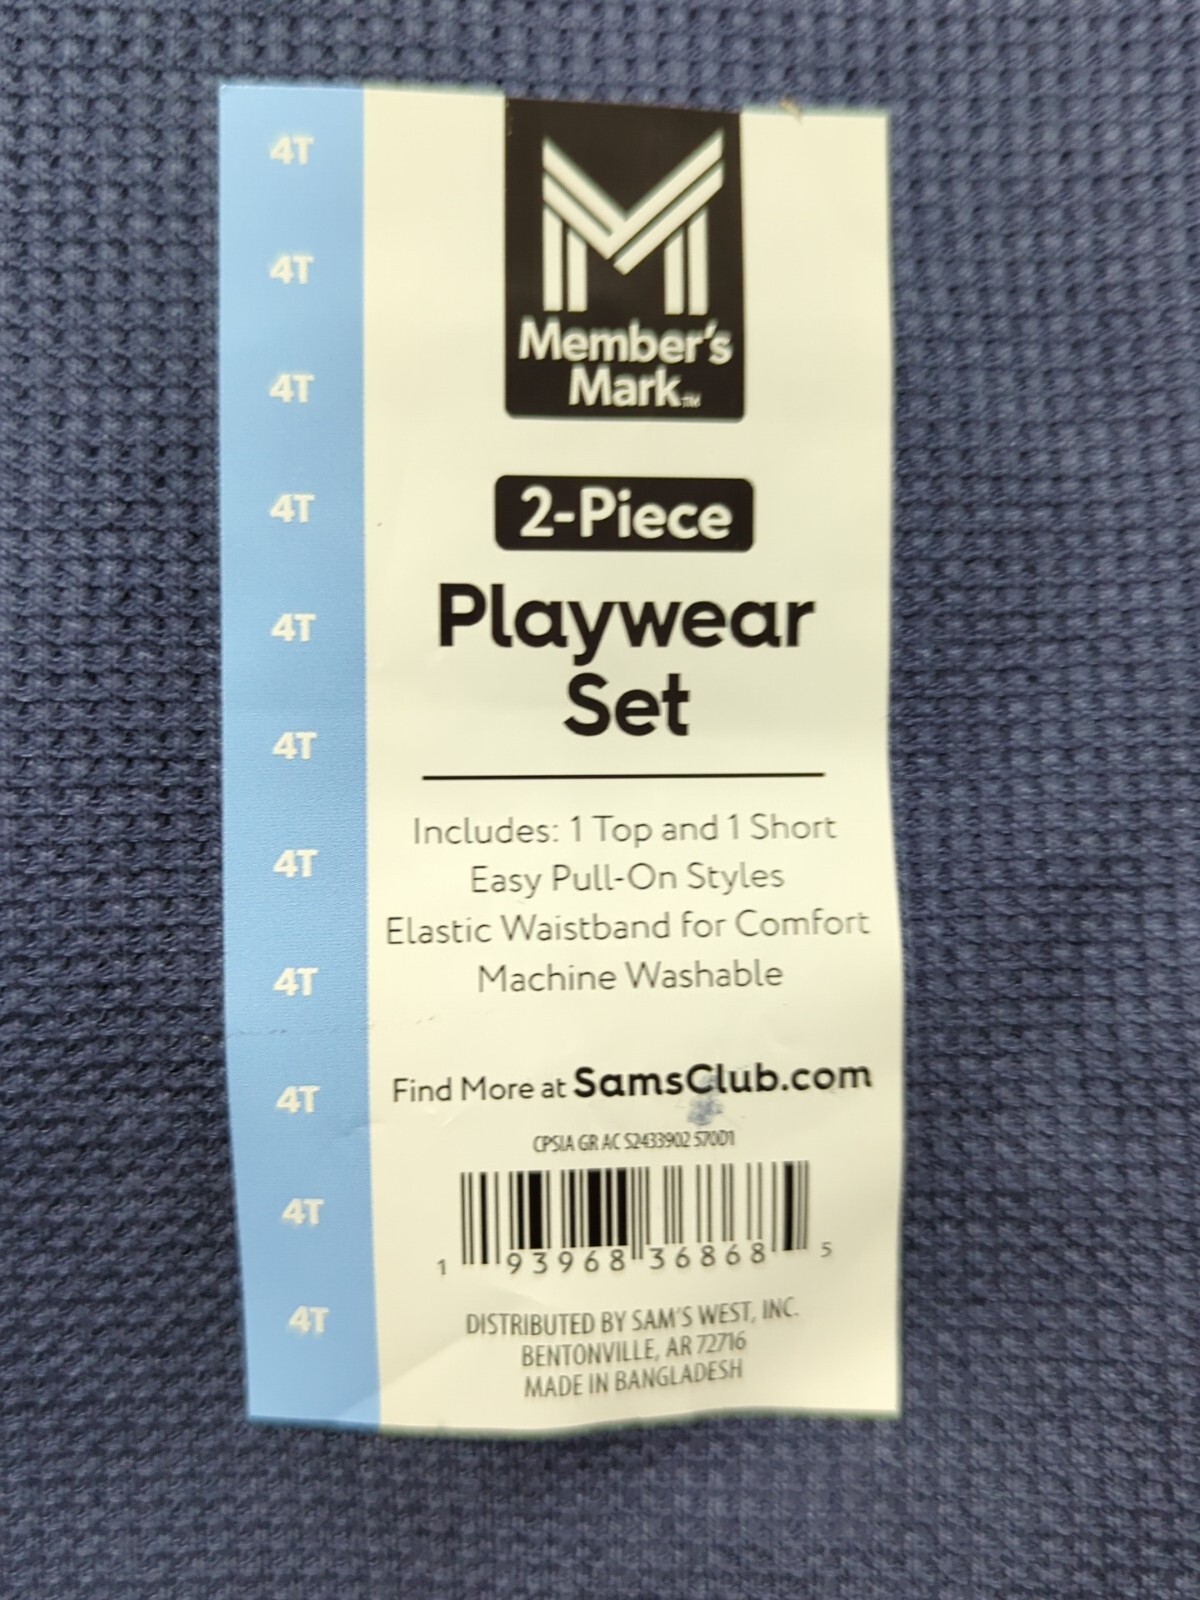 4T
4T
4T
4T
4T
4T
4T
4T
4T
4T
4T
Member's
Mark™
2-Piece
Playwear
Set
Includes: 1 Top and 1 Short
Easy Pull-On Styles
Elastic Waistband for Comfort
Machine Washable
Find More at SamsClub.com
CPSIA GR AC S2433902 570D1
1 93968 36868 5
DISTRIBUTED BY SAM'S WEST, INC.
BENTONVILLE, AR 72716
MADE IN BANGLADESH